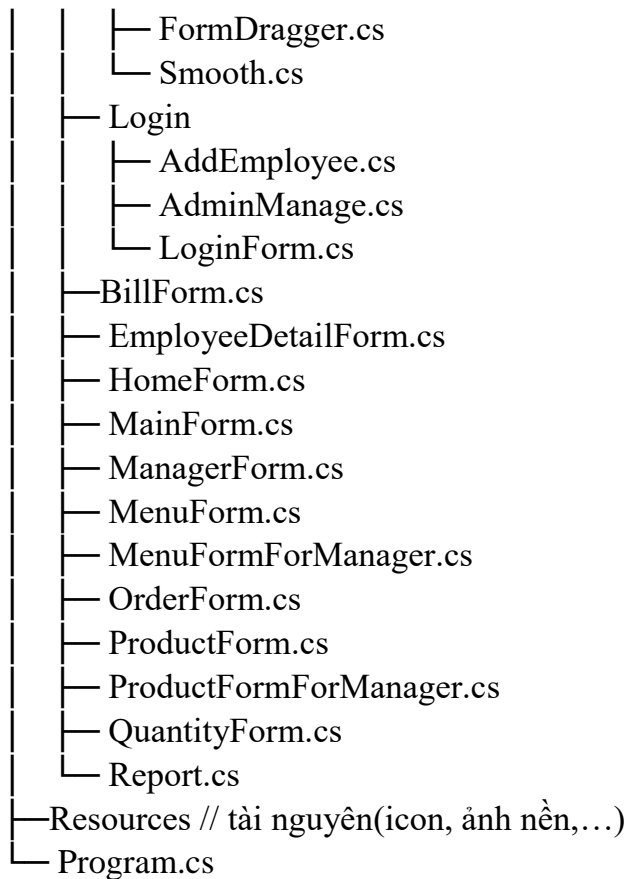 │ │ ├── FormDragger.cs
│ │ └── Smooth.cs
│ ├── Login
│ │ ├── AddEmployee.cs
│ │ ├── AdminManage.cs
│ │ └── LoginForm.cs
│ ├──BillForm.cs
│ ├── EmployeeDetailForm.cs
│ ├── HomeForm.cs
│ ├── MainForm.cs
│ ├── ManagerForm.cs
│ ├── MenuForm.cs
│ ├── MenuFormForManager.cs
│ ├── OrderForm.cs
│ ├── ProductForm.cs
│ ├── ProductFormForManager.cs
│ ├── QuantityForm.cs
│ └── Report.cs
├──Resources // tài nguyên(icon, ảnh nền,…)
└── Program.cs